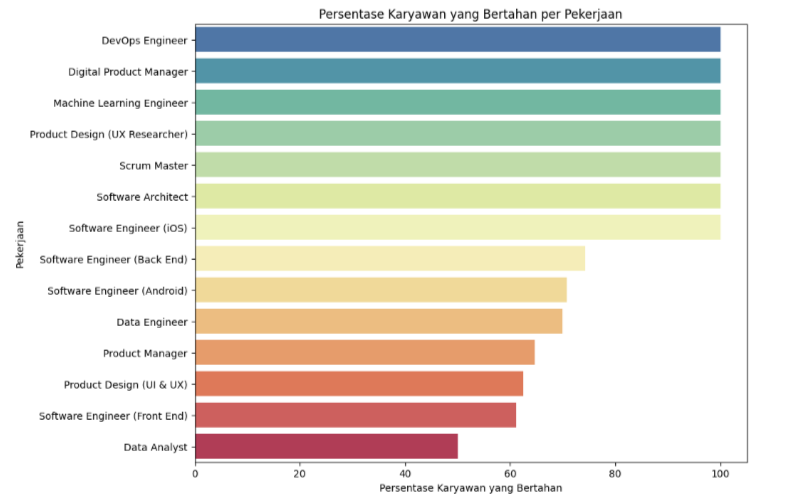 Persentase Karyawan yang Bertahan per Pekerjaan
Pekerjaan
DevOps Engineer
Digital Product Manager
Machine Learning Engineer
Product Design (UX Researcher)
Scrum Master
Software Architect
Software Engineer (iOS)
Software Engineer (Back End)
Software Engineer (Android)
Data Engineer
Product Manager
Product Design (UI & UX)
Software Engineer (Front End)
Data Analyst
0 20 40 60 80 100
Persentase Karyawan yang Bertahan